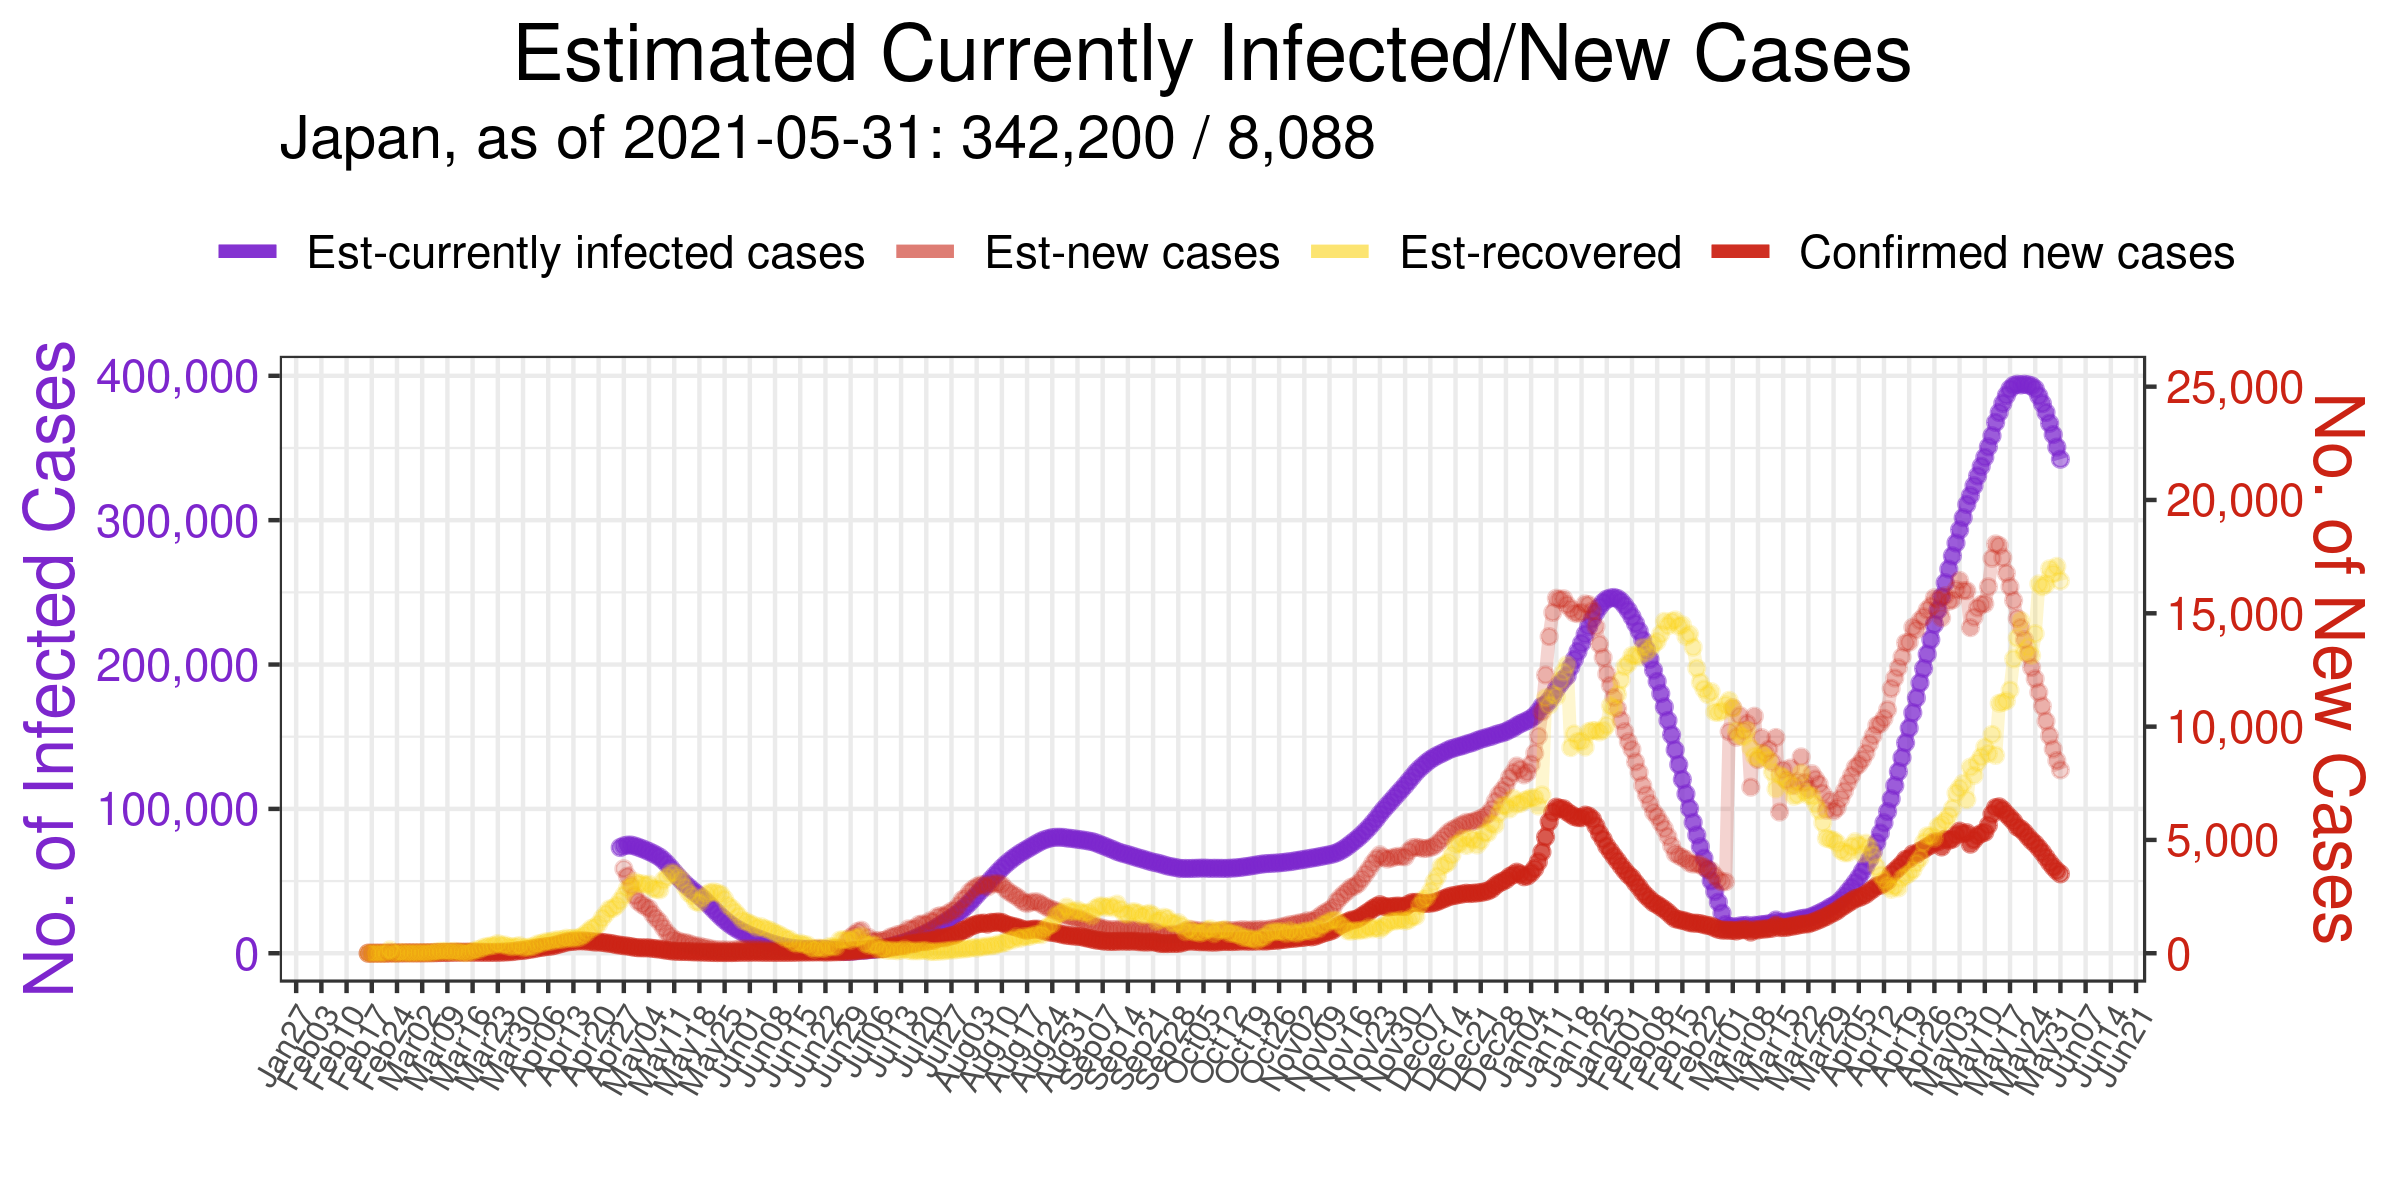 Estimated Currently Infected/New Cases
Japan, as of 2021-05-31: 342,200 / 8,088
Est-currently infected cases Est-new cases Est-recovered Confirmed new cases
No. of Infected Cases
400,000
300,000
200,000
100,000
0
25,000
20,000
15,000
10,000
5,000
0
No. of New Cases
Jan27 Feb03 Feb10 Feb17 Feb24 Mar02 Mar09 Mar16 Mar23 Mar30 Apr06 Apr13 Apr20 Apr27 May04 May11 May18 May25 Jun01 Jun08 Jun15 Jun22 Jun29 Jul06 Jul13 Jul20 Jul27 Aug03 Aug10 Aug17 Aug24 Aug31 Sep07 Sep14 Sep21 Sep28 Oct05 Oct12 Oct19 Oct26 Nov02 Nov09 Nov16 Nov23 Nov30 Dec07 Dec14 Dec21 Dec28 Jan04 Jan11 Jan18 Jan25 Feb01 Feb08 Feb15 Feb22 Mar01 Mar08 Mar15 Mar22 Mar29 Apr05 Apr12 Apr19 Apr26 May03 May10 May17 May24 May31 Jun07 Jun14 Jun21